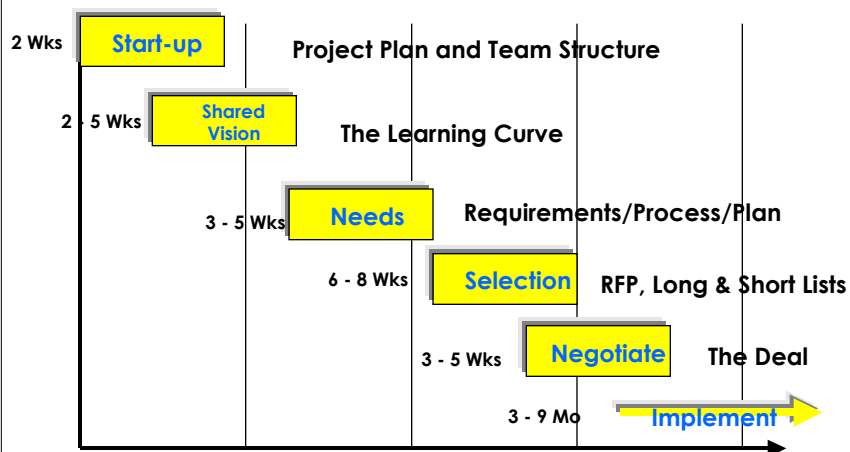 2 Wks Start-up Project Plan and Team Structure
Shared
2 - 5 Wks Vision The Learning Curve
3 - 5 Wks Needs Requirements/Process/Plan
6 - 8 Wks Selection RFP, Long & Short Lists
3 - 5 Wks Negotiate The Deal
3 - 9 Mo Implement